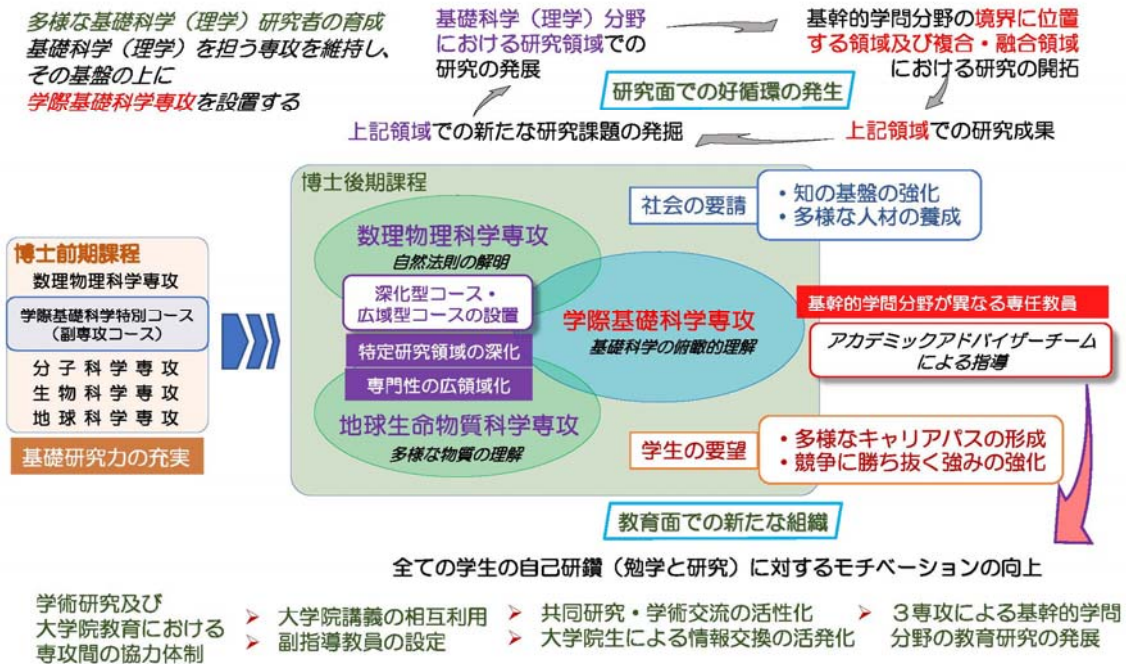 多様な基礎科学（理学）研究者の育成
基礎科学（理学）を担う専攻を維持し、
その基盤の上に
学際基礎科学専攻を設置する
基礎科学（理学）分野
における研究領域での
研究の発展
基幹的学問分野の境界に位置
する領域及び複合・融合領域
における研究の開拓
研究面での好循環の発生
上記領域での新たな研究課題の発掘
上記領域での研究成果
博士前期課程
数理物理科学専攻
学際基礎科学特別コース
（副専攻コース）
分子科学専攻
生物科学専攻
地球科学専攻
基礎研究力の充実
博士後期課程
数理物理科学専攻
自然法則の解明
深化型コース・
広域型コースの設置
特定研究領域の深化
専門性の広領域化
地球生命物質科学専攻
多様な物質の理解
学際基礎科学専攻
基礎科学の俯瞰的理解
社会の要請
・知の基盤の強化
・多様な人材の養成
基幹的学問分野が異なる専任教員
アカデミックアドバイザーチーム
による指導
学生の要望
・多様なキャリアパスの形成
・競争に勝ち抜く強みの強化
教育面での新たな組織
全ての学生の自己研鑽（勉学と研究）に対するモチベーションの向上
学術研究及び
大学院教育における
専攻間の協力体制
➢ 大学院講義の相互利用
➢ 副指導教員の設定
➢ 共同研究・学術交流の活性化
➢ 大学院生による情報交換の活発化
➢ ３専攻による基幹的学問
分野の教育研究の発展